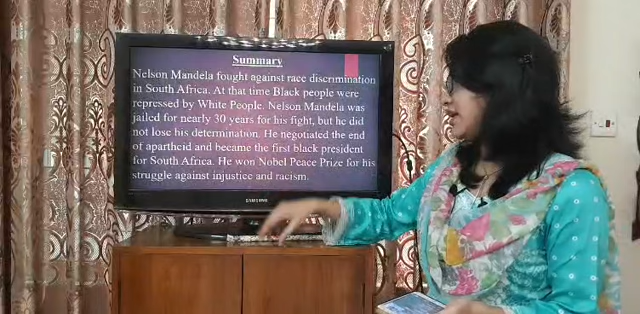 Summary
Nelson Mandela fought against race discrimination
in South Africa. At that time Black people were
repressed by White People. Nelson Mandela was
jailed for nearly 30 years for his fight, but he did
not lose his determination. He negotiated the end
of apartheid and became the first black president
for South Africa. He won Nobel Peace Prize for his
struggle against injustice and racism.
SAMSUNG